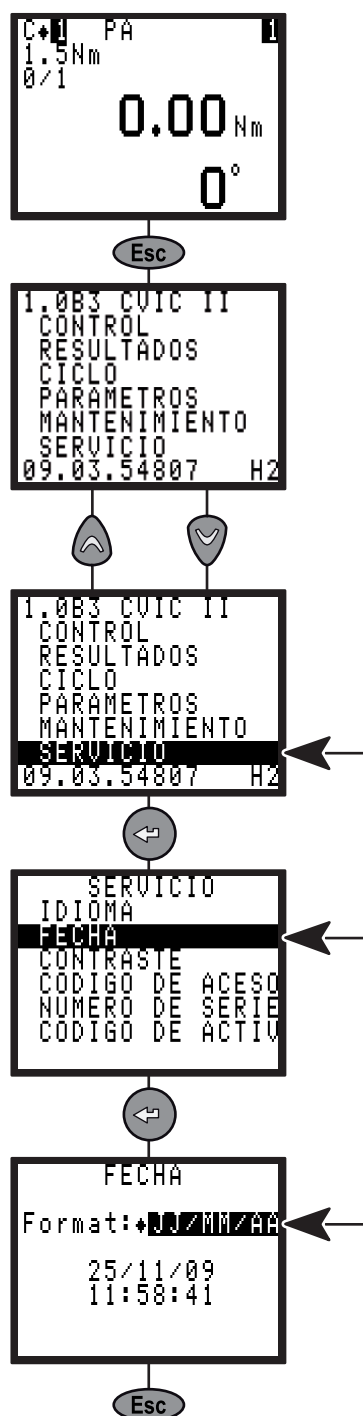 C♦1 PA 1
1.5Nm
0/1
0.00 Nm
0°
Esc
1.0B3 CVIC II
CONTROL
RESULTADOS
CICLO
PARAMETROS
MANTENIMIENTO
SERVICIO
09.03.54807 H2
1.0B3 CVIC II
CONTROL
RESULTADOS
CICLO
PARAMETROS
MANTENIMIENTO
SERVICIO
09.03.54807 H2
SERVICIO
IDIOMA
FECHA
CONTRASTE
CODIGO DE ACESO
NUMERO DE SERIE
CODIGO DE ACTIV
FECHA
Format:♦JJ/MM/AA
25/11/09
11:58:41
Esc